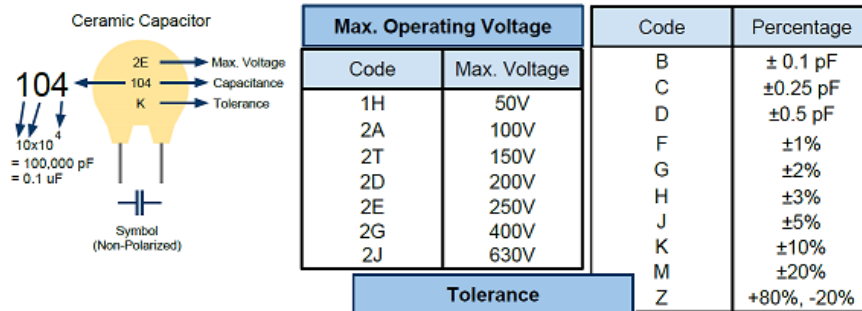 Ceramic Capacitor
2E
Max. Voltage
104
104
Capacitance
K
Tolerance
10x10 4
= 100,000 pF
= 0.1 uF
Symbol
(Non-Polarized)
Max. Operating Voltage
Code Max. Voltage
1H 50V
2A 100V
2T 150V
2D 200V
2E 250V
2G 400V
2J 630V
Tolerance
Code Percentage
B ± 0.1 pF
C ±0.25 pF
D ±0.5 pF
F ±1%
G ±2%
H ±3%
J ±5%
K ±10%
M ±20%
Z +80%, -20%